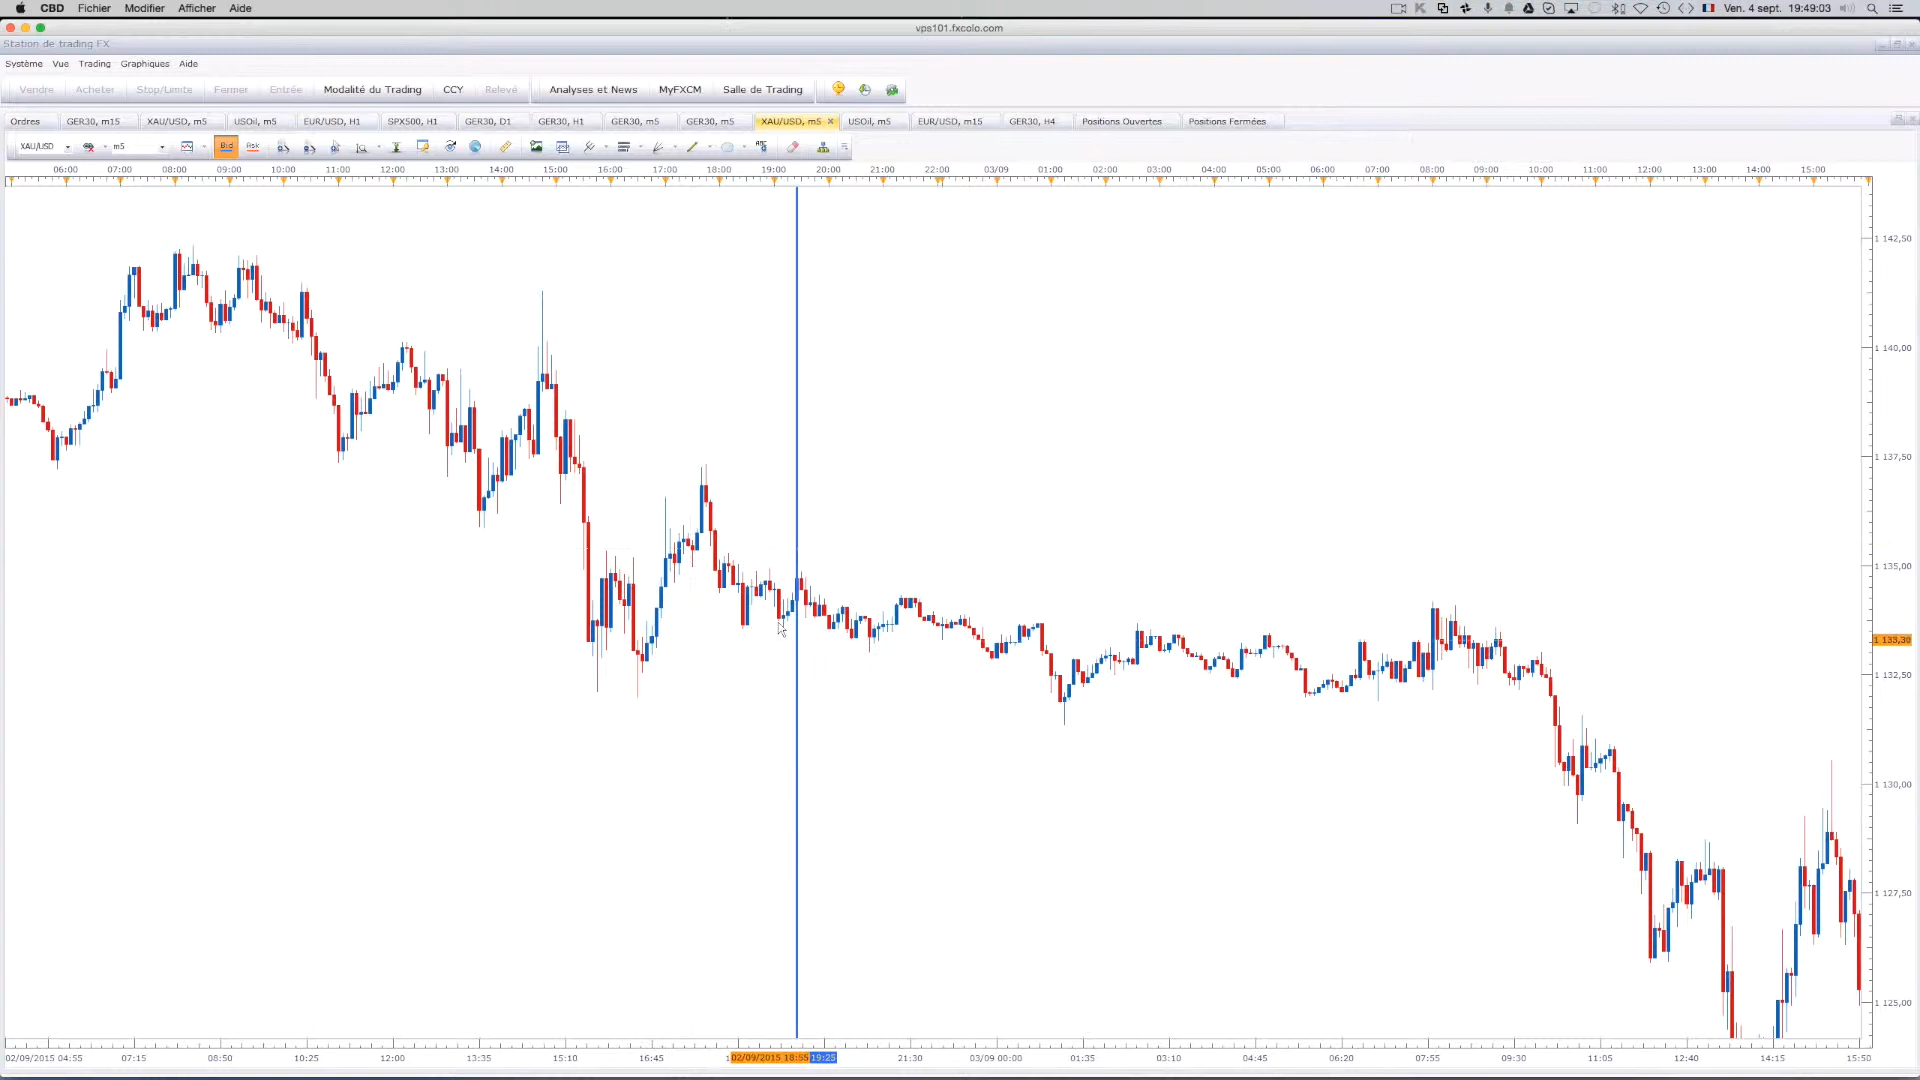 CBD Fichier Modifier Afficher Aide Ven. 4 sept. 19:49:03
vps101.fxcolo.com
Station de trading FX
Système Vue Trading Graphiques Aide
Vendre Acheter Stop/Limite Fermer Entrée Modalité du Trading CCY Relevé Analyses et News MyFXCM Salle de Trading
Ordres GER30, m15 XAU/USD, m5 USOil, m5 EUR/USD, H1 SPX500, H1 GER30, D1 GER30, H1 GER30, m5 GER30, m5 XAU/USD, m5 USOil, m5 EUR/USD, m15 GER30, H4 Positions Ouvertes Positions Fermées
XAU/USD m5 Bid Ask
06:00 07:00 08:00 09:00 10:00 11:00 12:00 13:00 14:00 15:00 16:00 17:00 18:00 19:00 20:00 21:00 22:00 03/09 01:00 02:00 03:00 04:00 05:00 06:00 07:00 08:00 09:00 10:00 11:00 12:00 13:00 14:00 15:00
1 142,50
1 140,00
1 137,50
1 135,00
1 133,30
1 132,50
1 130,00
1 127,50
1 125,00
02/09/2015 04:55 07:15 08:50 10:25 12:00 13:35 15:10 16:45 02/09/2015 18:55 19:25 21:30 03/09 00:00 01:35 03:10 04:45 06:20 07:55 09:30 11:05 12:40 14:15 15:50